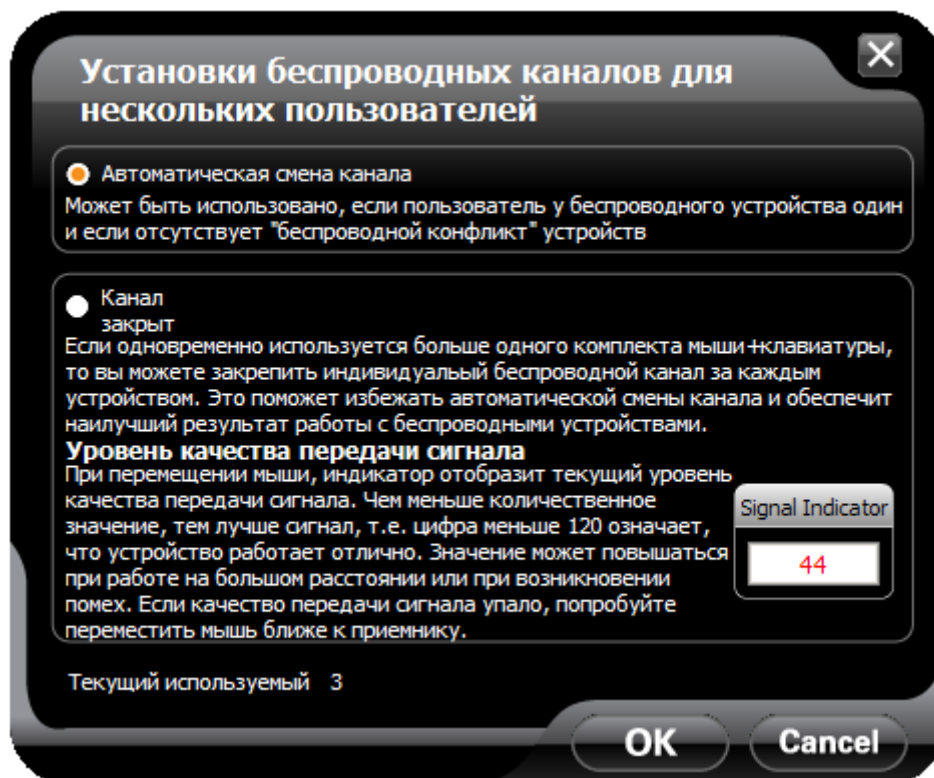 Установки беспроводных каналов для
нескольких пользователей
Автоматическая смена канала
Может быть использовано, если пользователь у беспроводного устройства один
и если отсутствует "беспроводной конфликт" устройств
Канал
закрыт
Если одновременно используется больше одного комплекта мыши+клавиатуры,
то вы можете закрепить индивидуальый беспроводной канал за каждым
устройством. Это поможет избежать автоматической смены канала и обеспечит
наилучший результат работы с беспроводными устройствами.
Уровень качества передачи сигнала
При перемещении мыши, индикатор отобразит текущий уровень
качества передачи сигнала. Чем меньше количественное
значение, тем лучше сигнал, т.е. цифра меньше 120 означает,
что устройство работает отлично. Значение может повышаться
при работе на большом расстоянии или при возникновении
помех. Если качество передачи сигнала упало, попробуйте
переместить мышь ближе к приемнику.
Signal Indicator
44
Текущий используемый 3
OK
Cancel